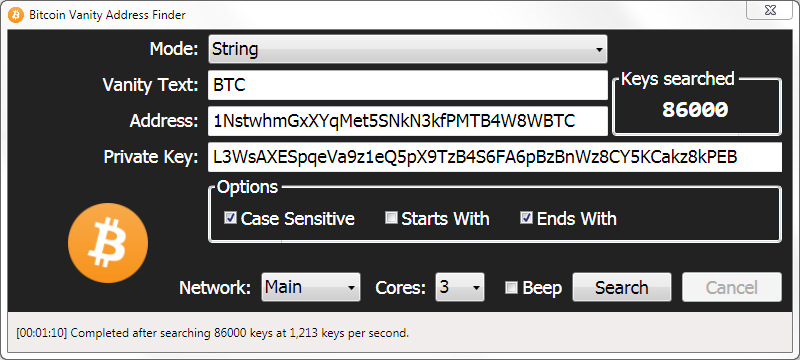 Bitcoin Vanity Address Finder
Mode: String
Vanity Text: BTC
Keys searched
86000
Address: 1NstwhmGxXYqMet5SNkN3kfPMTB4W8WBTC
Private Key: L3WsAXESpqeVa9z1eQ5pX9TzB4S6FA6pBzBnWz8CY5KCakz8kPEB
Options
Case Sensitive Starts With Ends With
Network: Main Cores: 3 Beep Search Cancel
[00:01:10] Completed after searching 86000 keys at 1,213 keys per second.